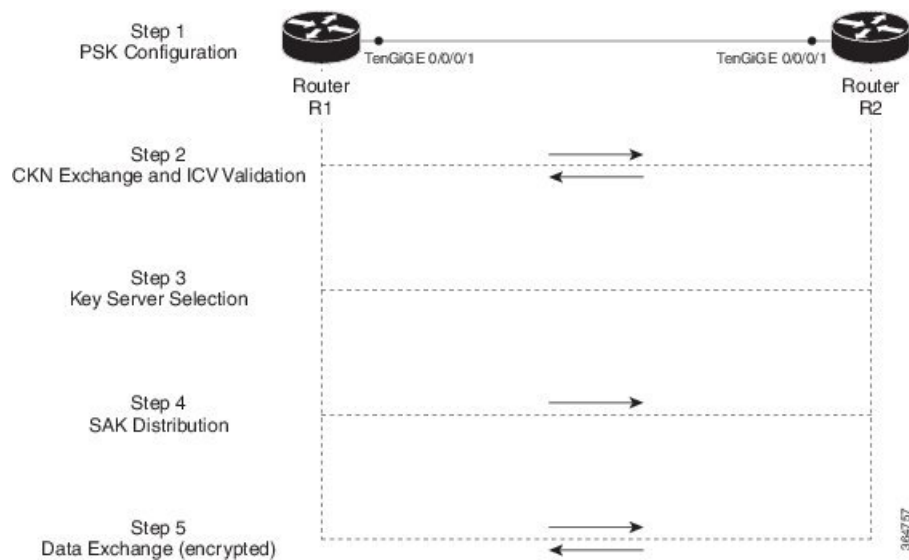 Step 1
PSK Configuration
TenGiGE 0/0/0/1
TenGiGE 0/0/0/1
Router
R1
Router
R2
Step 2
CKN Exchange and ICV Validation
Step 3
Key Server Selection
Step 4
SAK Distribution
Step 5
Data Exchange (encrypted)
364757